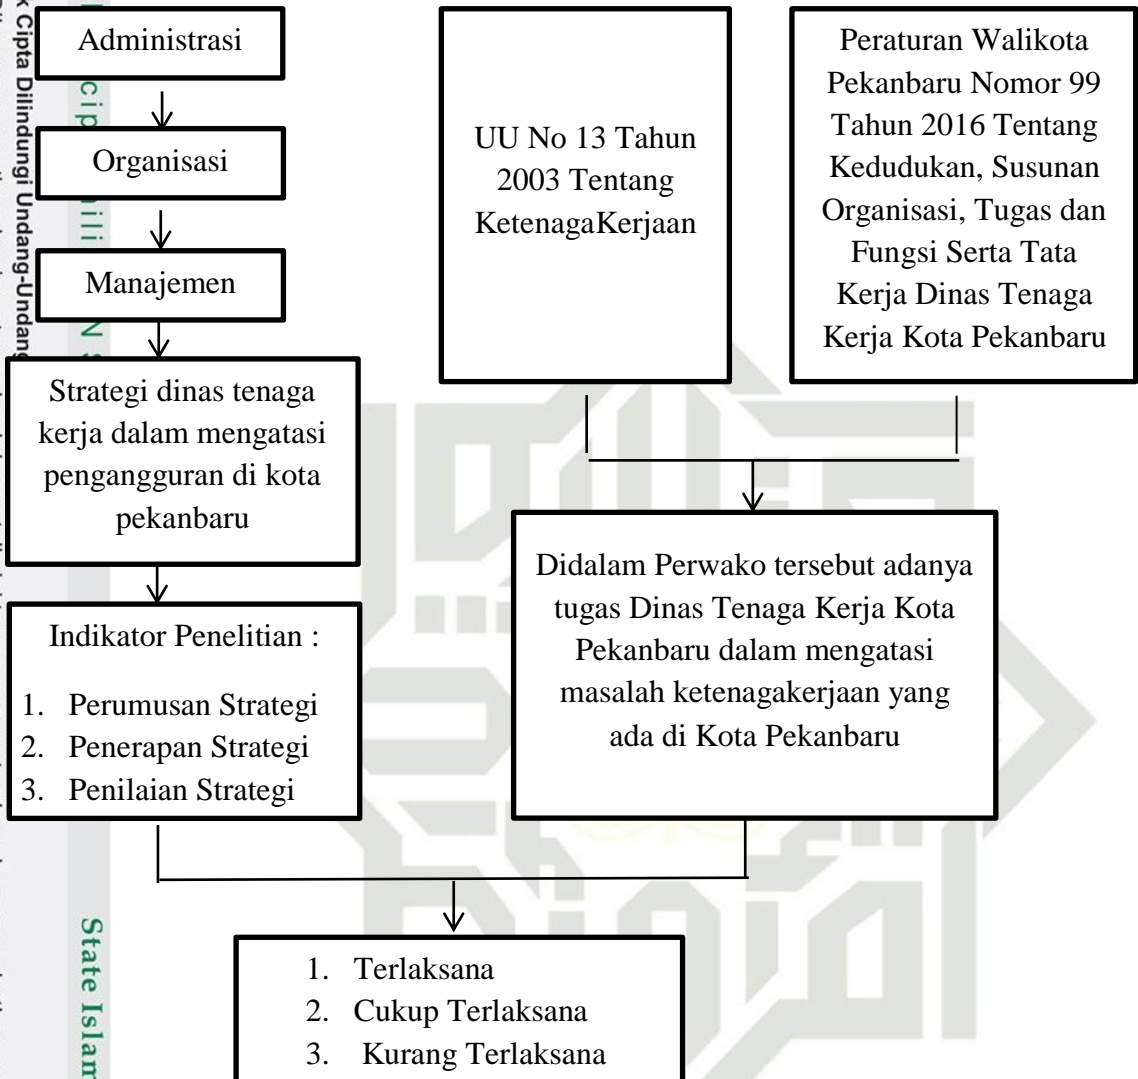 Administrasi
Organisasi
Manajemen
Strategi dinas tenaga
kerja dalam mengatasi
pengangguran di kota
pekanbaru
Indikator Penelitian :
1. Perumusan Strategi
2. Penerapan Strategi
3. Penilaian Strategi
UU No 13 Tahun
2003 Tentang
KetenagaKerjaan
Peraturan Walikota
Pekanbaru Nomor 99
Tahun 2016 Tentang
Kedudukan, Susunan
Organisasi, Tugas dan
Fungsi Serta Tata
Kerja Dinas Tenaga
Kerja Kota Pekanbaru
Didalam Perwako tersebut adanya
tugas Dinas Tenaga Kerja Kota
Pekanbaru dalam mengatasi
masalah ketenagakerjaan yang
ada di Kota Pekanbaru
1. Terlaksana
2. Cukup Terlaksana
3. Kurang Terlaksana
Cipta Dilindungi Undang-Undang
State Islam